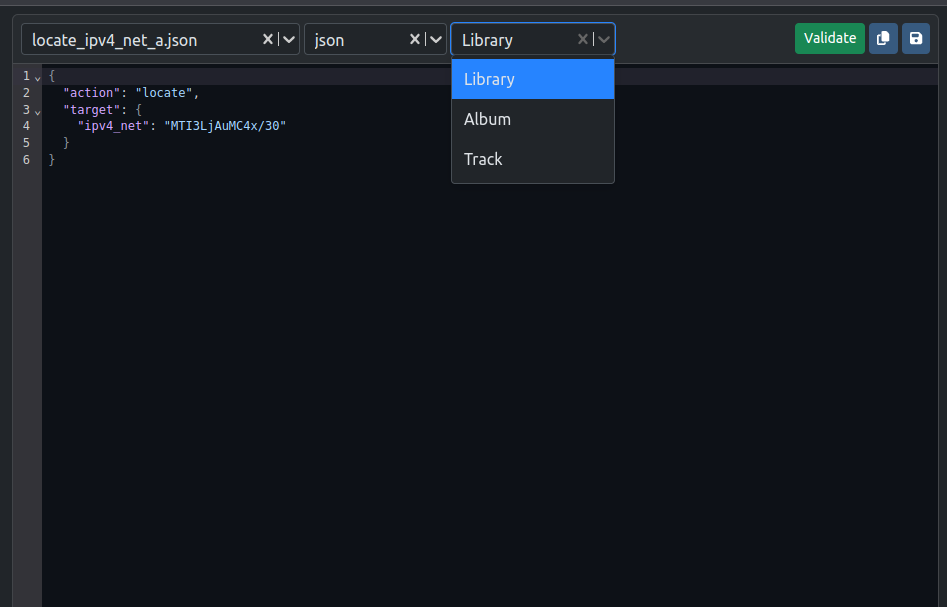 locate_ipv4_net_a.json json Library Validate
Library
Album
Track
1 {
2 "action": "locate",
3 "target": {
4 "ipv4_net": "MTI3LjAuMC4x/30"
5 }
6 }